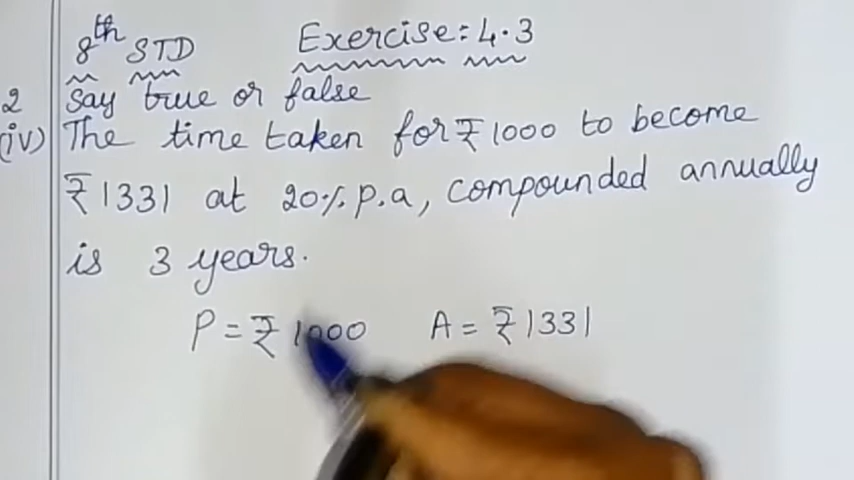 8th STD Exercise: 4.3
2 Say true or false
(iv) The time taken for ₹1000 to become
₹1331 at 20% p.a, compounded annually
is 3 years.
P = ₹1000 A = ₹1331